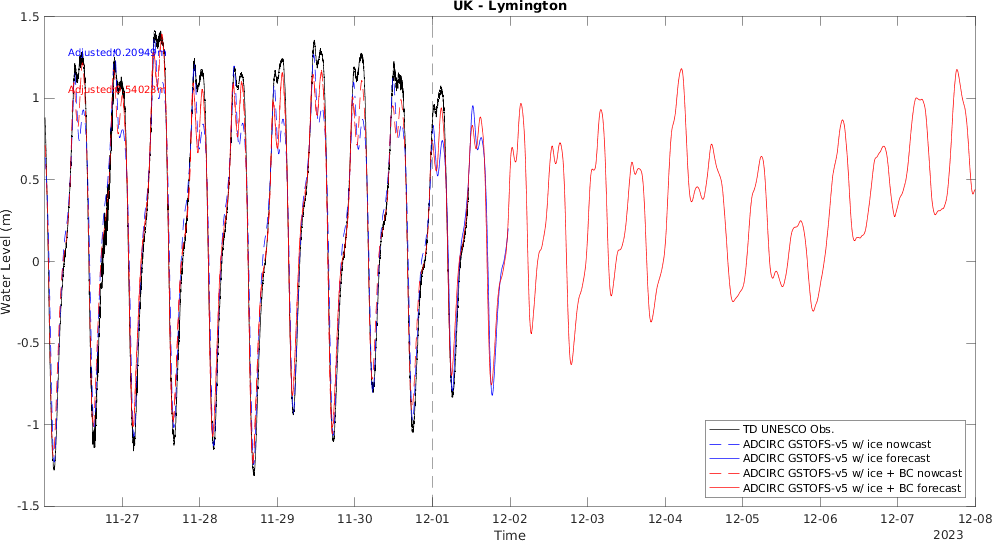 UK - Lymington
1.5
1
0.5
0
-0.5
-1
-1.5
Water Level (m)
Adjusted 0.20949m
Adjusted 0.54023m
TD UNESCO Obs.
ADCIRC GSTOFS-v5 w/ ice nowcast
ADCIRC GSTOFS-v5 w/ ice forecast
ADCIRC GSTOFS-v5 w/ ice + BC nowcast
ADCIRC GSTOFS-v5 w/ ice + BC forecast
11-27 11-28 11-29 11-30 12-01 12-02 12-03 12-04 12-05 12-06 12-07 12-08
Time
2023